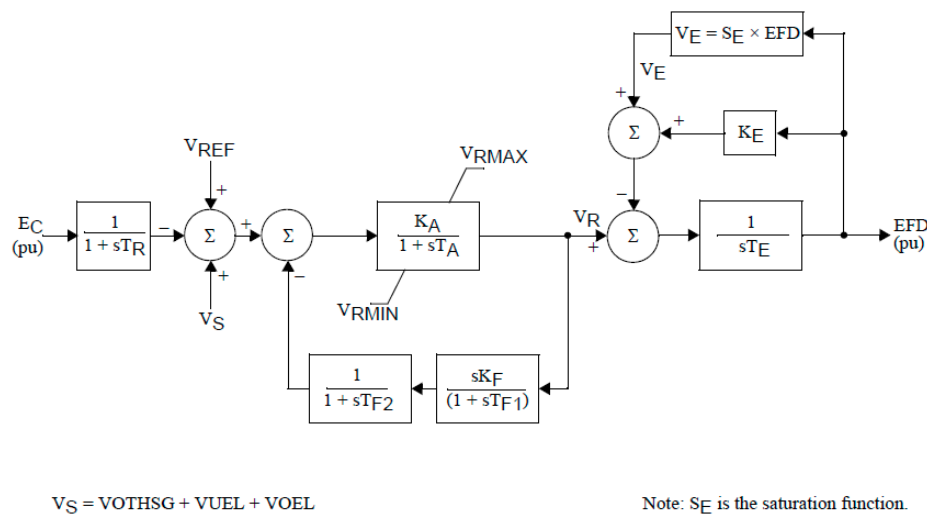 VE = SE × EFD
VE
+
Σ
+
KE
−
VREF
+
EC
(pu)
1
1 + sTR
−
Σ
+
VS
+
Σ
−
VRMAX
KA
1 + sTA
VRMIN
VR
+
Σ
1
sTE
EFD
(pu)
1
1 + sTF2
sKF
(1 + sTF1)
VS = VOTHSG + VUEL + VOEL
Note: SE is the saturation function.